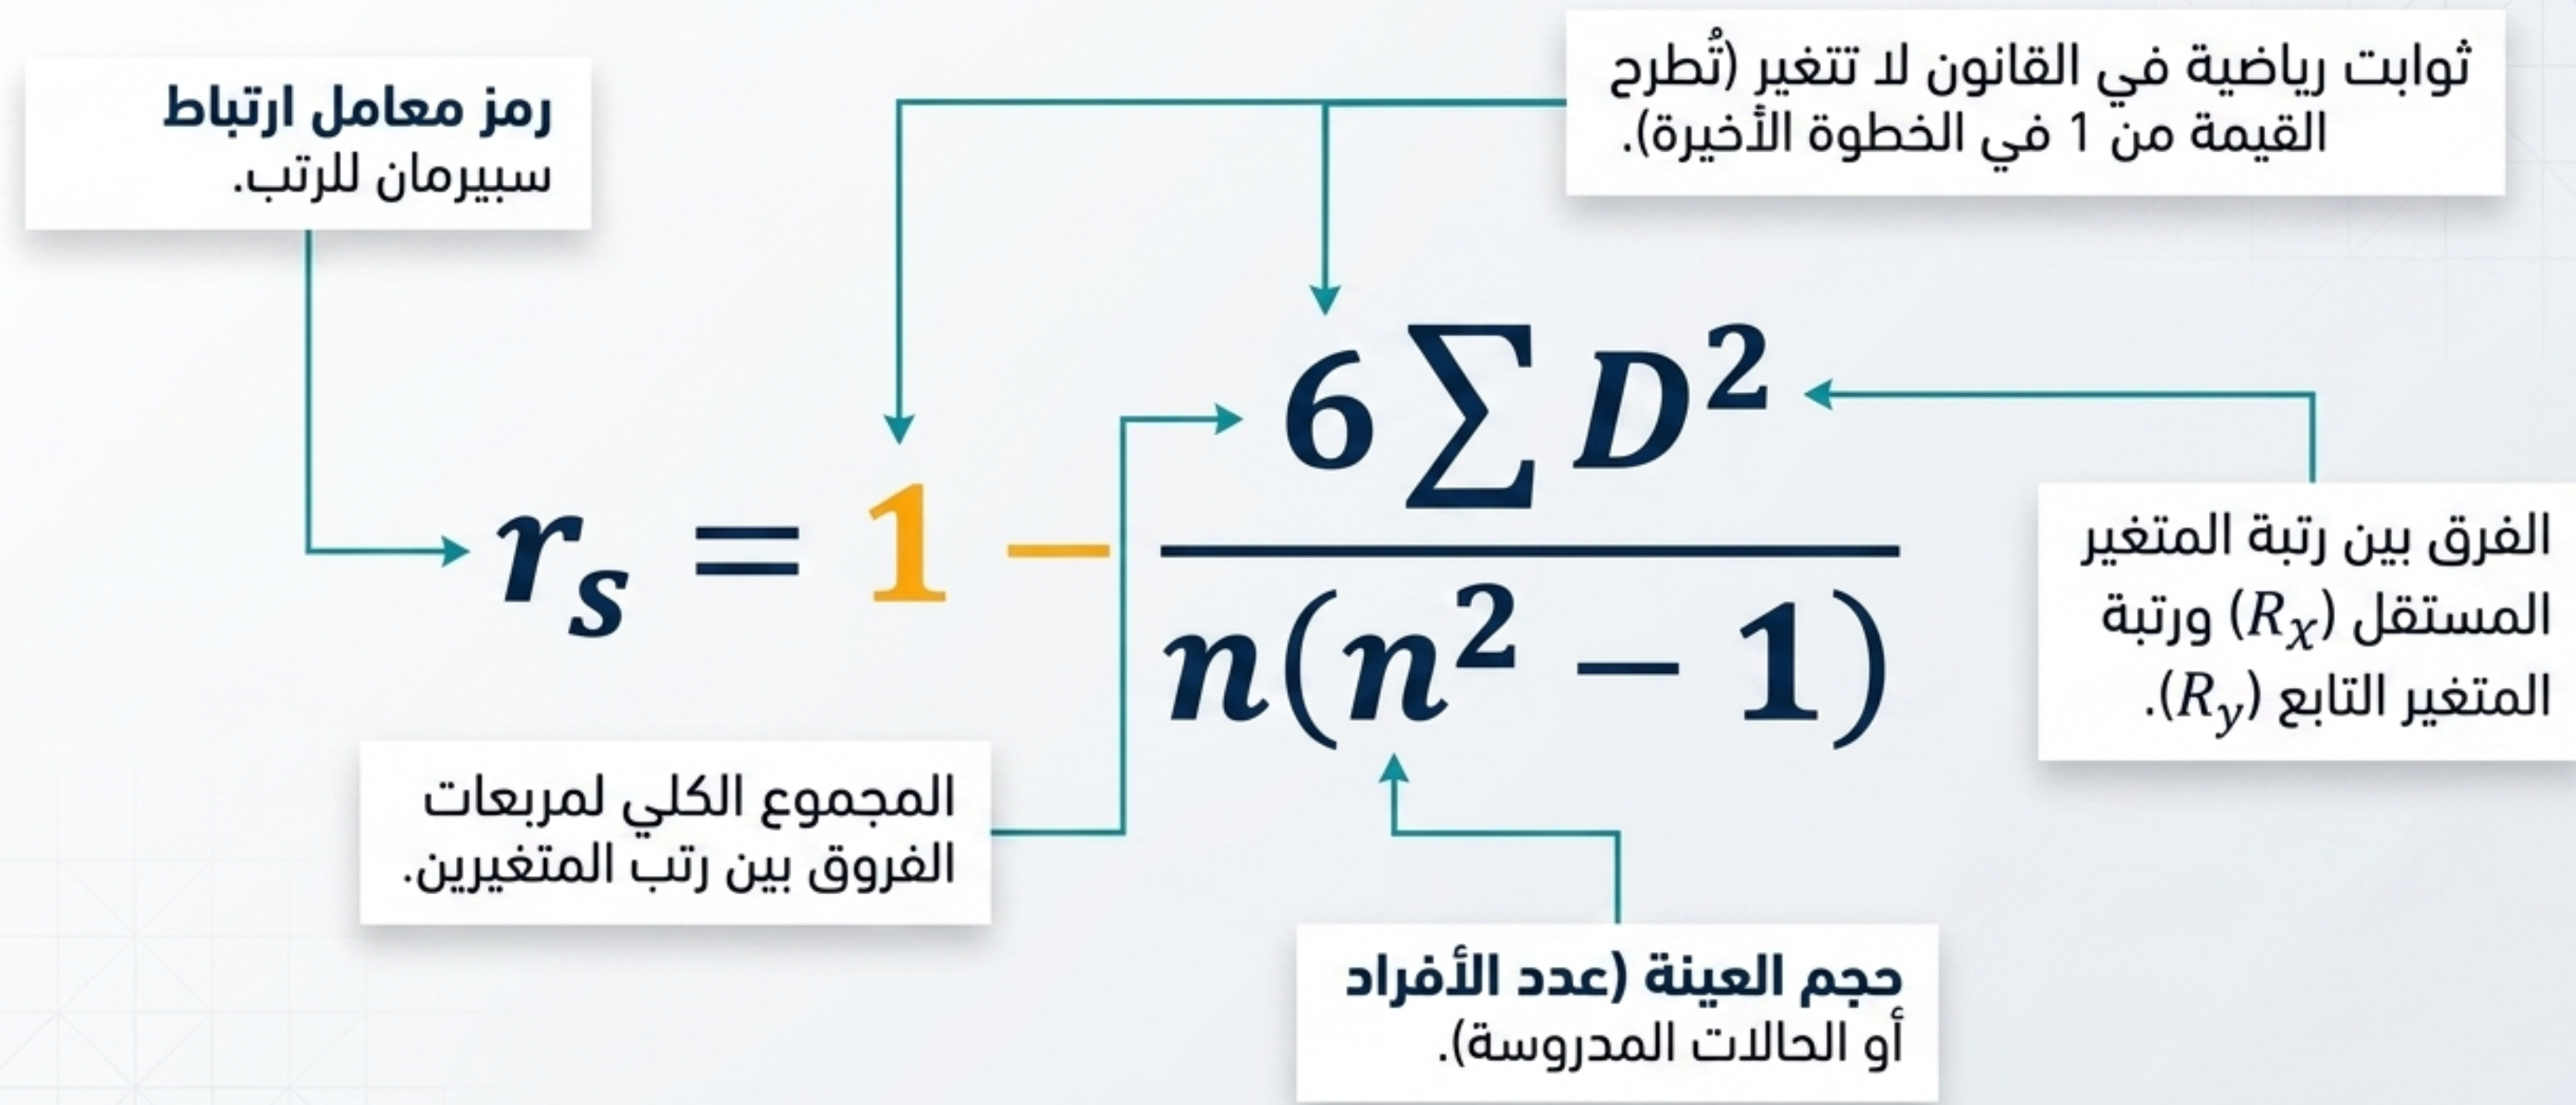 ثوابت رياضية في القانون لا تتغير (تُطرح
القيمة من 1 في الخطوة الأخيرة).
رمز معامل ارتباط
سبيرمان للرتب.
r_s = 1 − 6∑D² / n(n² − 1)
الفرق بين رتبة المتغير
المستقل (R_x) ورتبة
المتغير التابع (R_y).
المجموع الكلي لمربعات
الفروق بين رتب المتغيرين.
حجم العينة (عدد الأفراد
أو الحالات المدروسة).